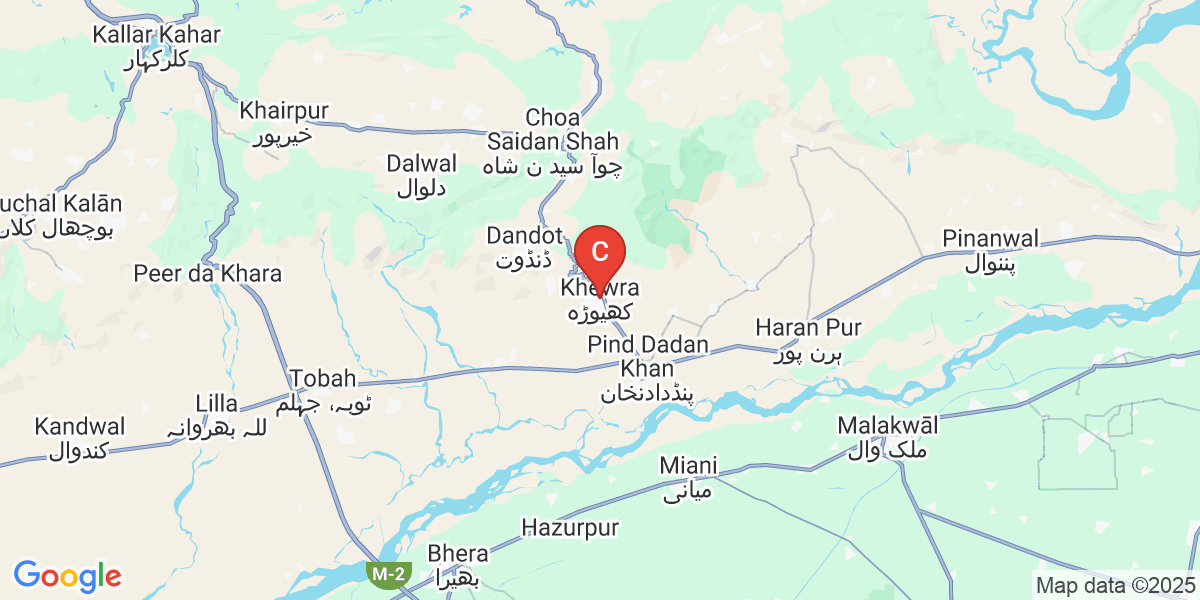 Kallar Kahar
کلرکہار
Khairpur
خیرپور
Choa
Saidan Shah
چوآ سید ن شاہ
Dalwal
دلوال
uchal Kalān
بوچھال کلاں
Dandot
ڈنڈوت
C
Pinanwal
پننوال
Peer da Khara
Khewra
کھیوڑہ
Haran Pur
ہرن پور
Pind Dadan
Khan
پنڈدادنخان
Tobah
ٹوبہ، جہلم
Lilla
للہ بھروانہ
Kandwal
کندوال
Malakwāl
ملک وال
Miani
میانی
Hazurpur
Bhera
بھیرا
M-2
Google
Map data ©2025